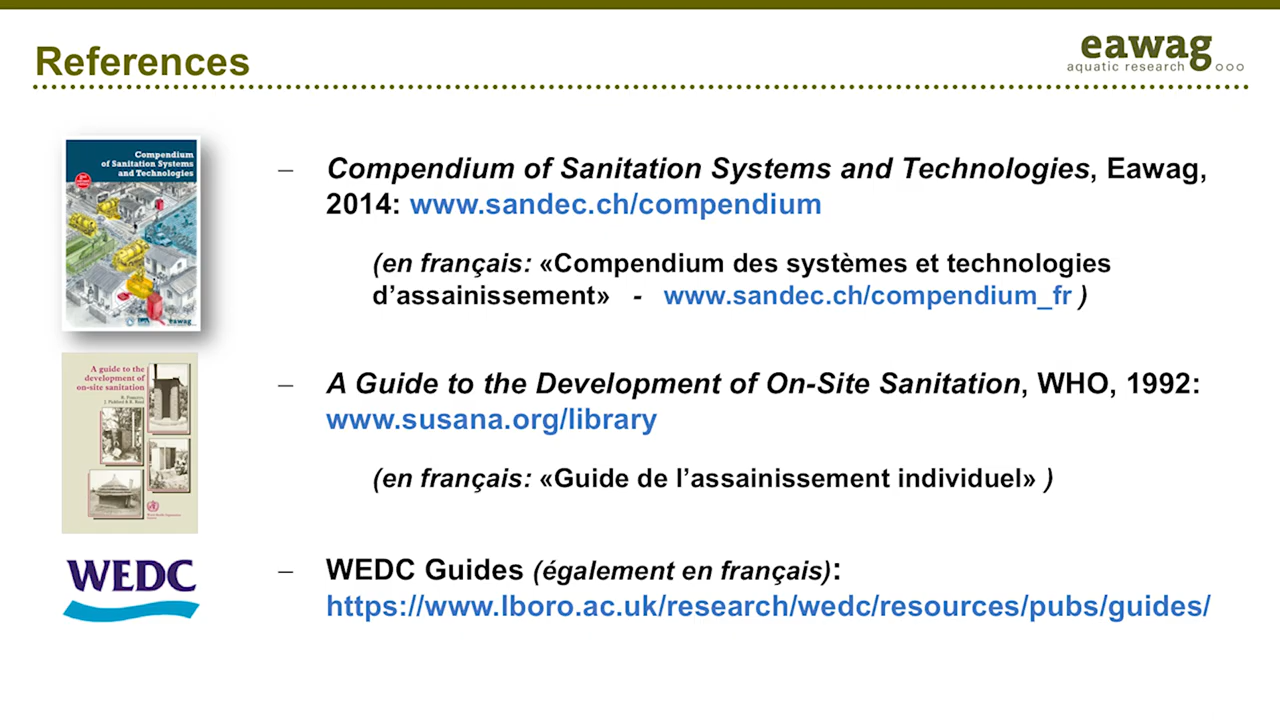 References
eawag
aquatic research
Compendium
of Sanitation Systems
and Technologies
eawag
– Compendium of Sanitation Systems and Technologies, Eawag,
2014: www.sandec.ch/compendium
(en français: «Compendium des systèmes et technologies
d’assainissement» - www.sandec.ch/compendium_fr )
A guide to the
development of
on-site sanitation
– A Guide to the Development of On-Site Sanitation, WHO, 1992:
www.susana.org/library
(en français: «Guide de l’assainissement individuel» )
WEDC
– WEDC Guides (également en français):
https://www.lboro.ac.uk/research/wedc/resources/pubs/guides/